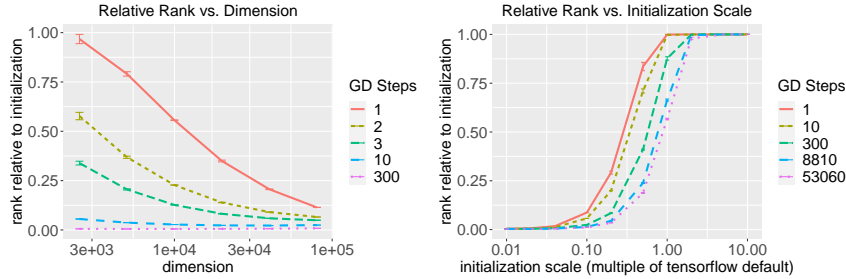 Relative Rank vs. Dimension
rank relative to initialization
1.00
0.75
0.50
0.25
0.00
3e+03
1e+04
3e+04
1e+05
dimension
GD Steps
1
2
3
10
300
Relative Rank vs. Initialization Scale
rank relative to initialization
1.00
0.75
0.50
0.25
0.00
0.01
0.10
1.00
10.00
initialization scale (multiple of tensorflow default)
GD Steps
1
10
300
8810
53060